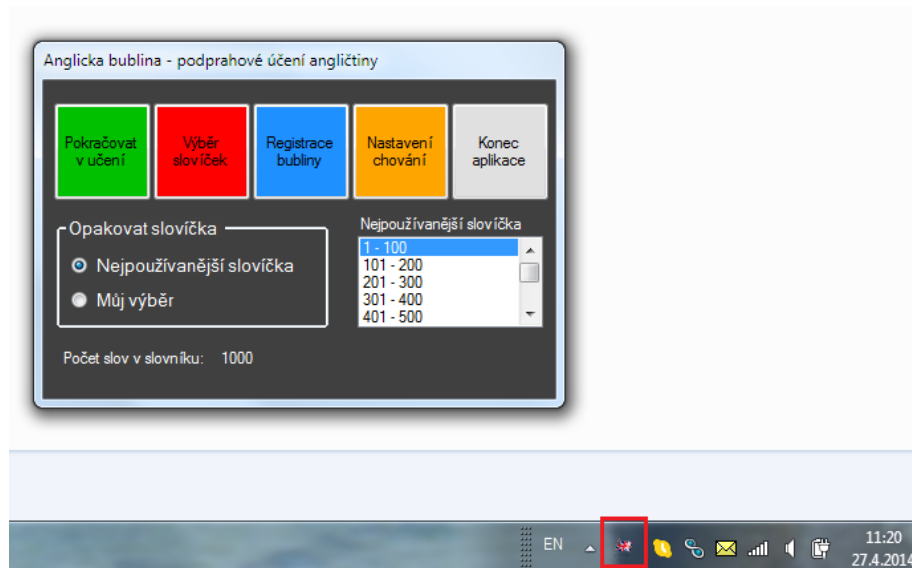 Anglicka bublina - podprahové účení angličtiny
Pokračovat
v učení
Výběr
slovíček
Registrace
bubliny
Nastavení
chování
Konec
aplikace
Opakovat slovíčka
Nejpoužívanější slovíčka
Můj výběr
Nejpoužívanější slovíčka
1 - 100
101 - 200
201 - 300
301 - 400
401 - 500
Počet slov v slovníku: 1000
EN
11:20
27.4.2014